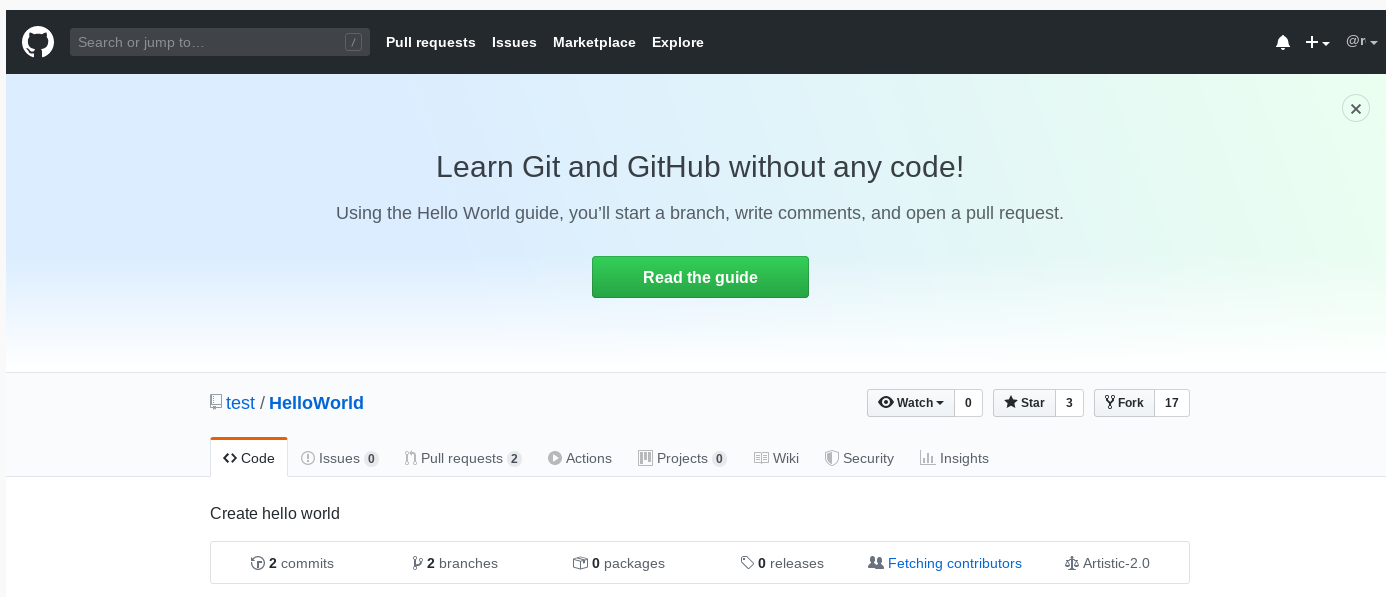 Search or jump to… / Pull requests Issues Marketplace Explore
Learn Git and GitHub without any code!
Using the Hello World guide, you’ll start a branch, write comments, and open a pull request.
Read the guide
test / HelloWorld Watch 0 Star 3 Fork 17
Code Issues 0 Pull requests 2 Actions Projects 0 Wiki Security Insights
Create hello world
2 commits 2 branches 0 packages 0 releases Fetching contributors Artistic-2.0